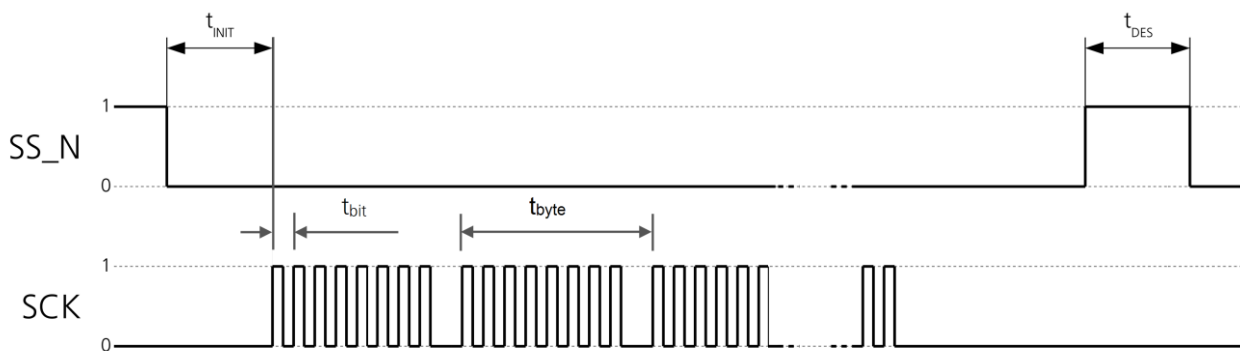 t_INIT t_DES
1
SS_N
0
t_bit t_byte
1
SCK
0